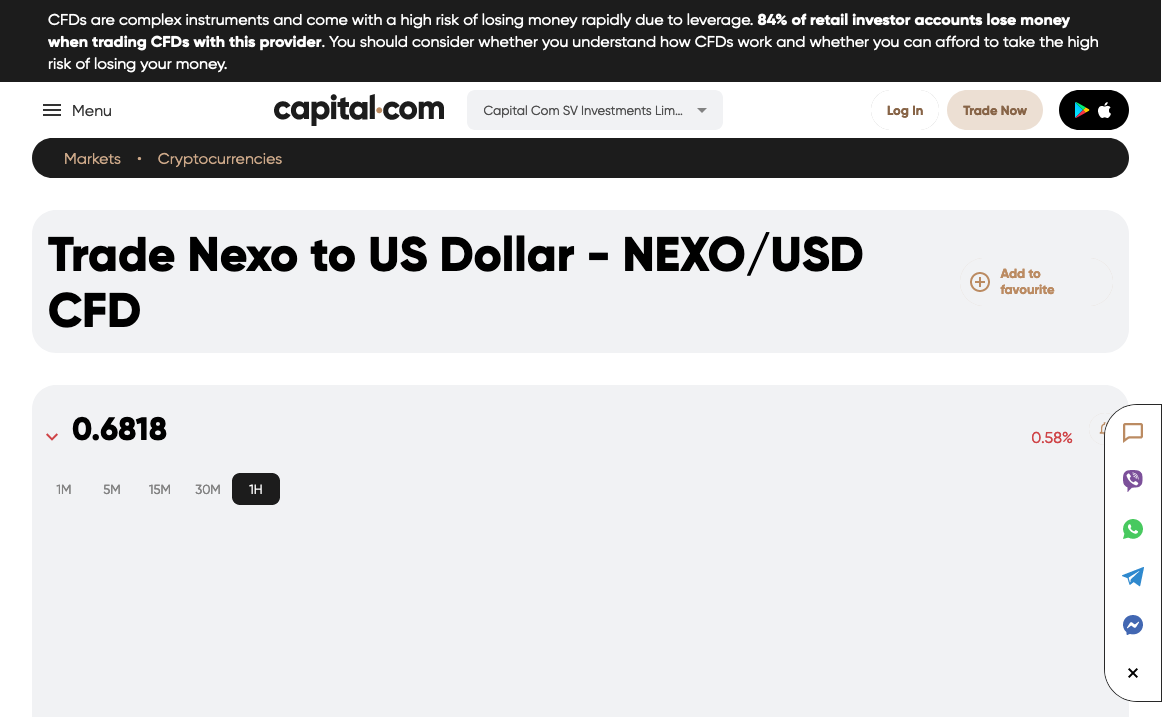 CFDs are complex instruments and come with a high risk of losing money rapidly due to leverage. 84% of retail investor accounts lose money
when trading CFDs with this provider. You should consider whether you understand how CFDs work and whether you can afford to take the high
risk of losing your money.
Menu
capital.com
Capital Com SV Investments Lim...
Log In
Trade Now
Markets • Cryptocurrencies
Trade Nexo to US Dollar - NEXO/USD
CFD
Add to
favourite
0.6818
0.58%
1M 5M 15M 30M 1H